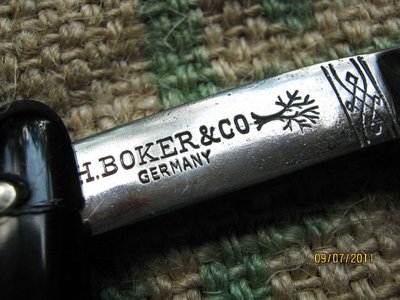 H. BOKER & CO
GERMANY
09/07/2011